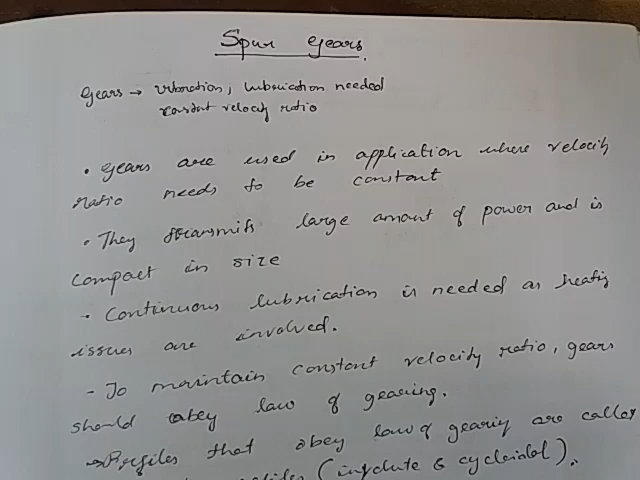 Spur gears.
Gears → vibration; lubrication needed
constant velocity ratio
• Gears are used in application where velocity
ratio needs to be constant
• They transmits large amont of power and is
compact in size
- Continuous lubrication is needed as heating
issues are involved.
- To maintain constant velocity ratio, gears
should obey law of gearing.
→ Profiles that obey law of gearing are called
(involute & cycloidal).